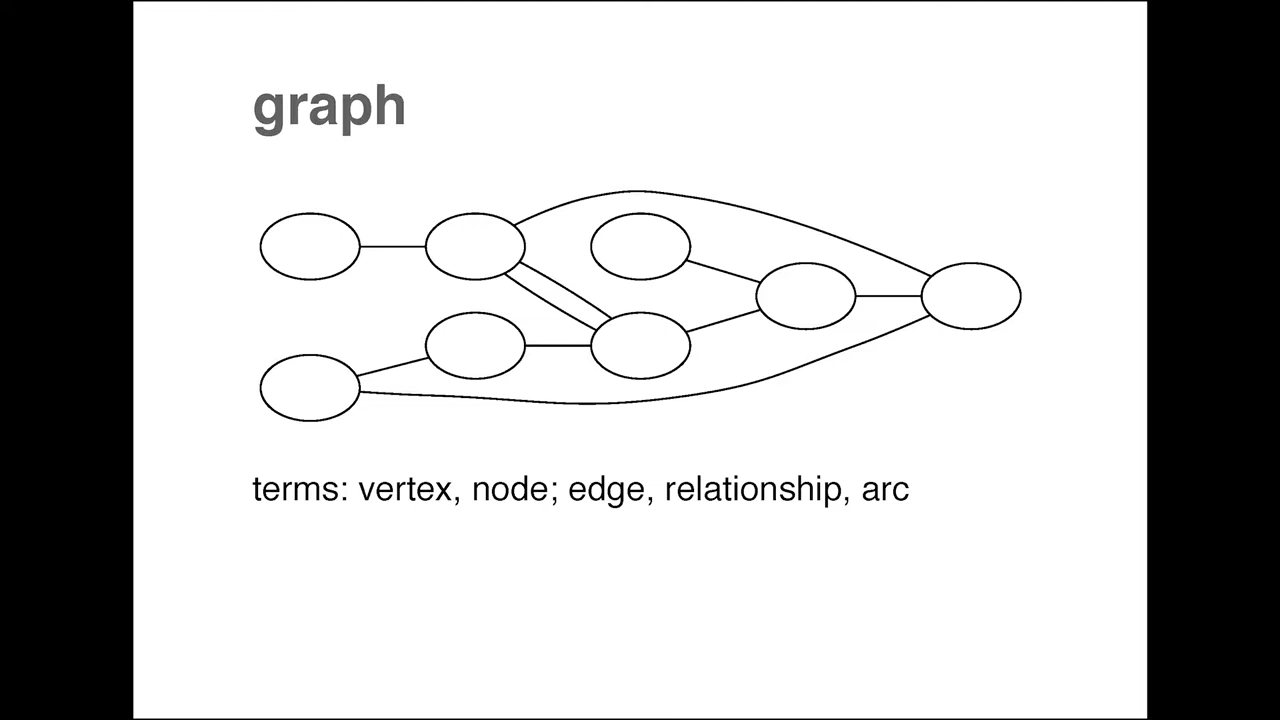 graph
terms: vertex, node; edge, relationship, arc